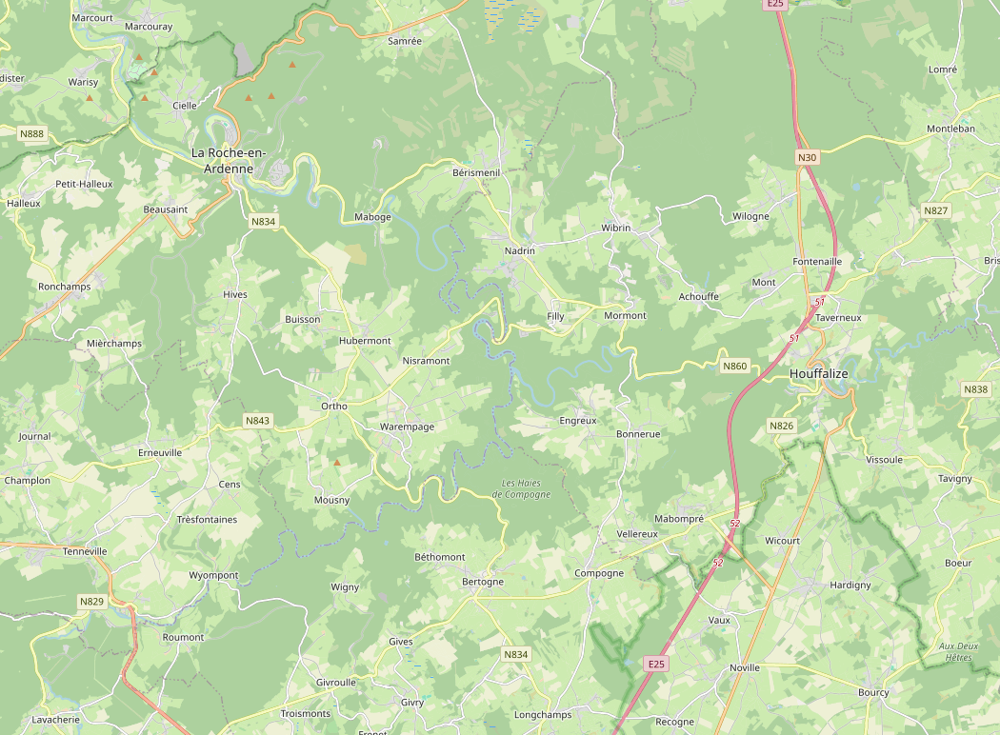 E25
Marcourt
Marcouray
Samrée
Lomré
dister
Warisy
Cielle
Montleban
N888
La Roche-en-
Ardenne
N30
Bérismenil
Petit-Halleux
Halleux
Beausaint
N834
Maboge
N827
Wilogne
Wibrin
Nadrin
Fontenaille
Bris
Ronchamps
Hives
Mont
Achouffe
51
Buisson
Filly
Mormont
Taverneux
Mièrchamps
Hubermont
51
Nisramont
N860
Houffalize
N838
Ortho
N843
Engreux
Warempage
N826
Journal
Bonnerue
Erneuville
Vissoule
Champlon
Cens
Les Haies
de Compogne
Tavigny
Mousny
Trèsfontaines
Mabompré
52
Vellereux
Wicourt
Tenneville
Béthomont
52
Boeur
Wyompont
Compogne
Bertogne
Wigny
Hardigny
N829
Vaux
Roumont
Gives
Aux Deux
Hêtres
N834
E25
Noville
Givroulle
Bourcy
Givry
Troismonts
Longchamps
Lavacherie
Recogne